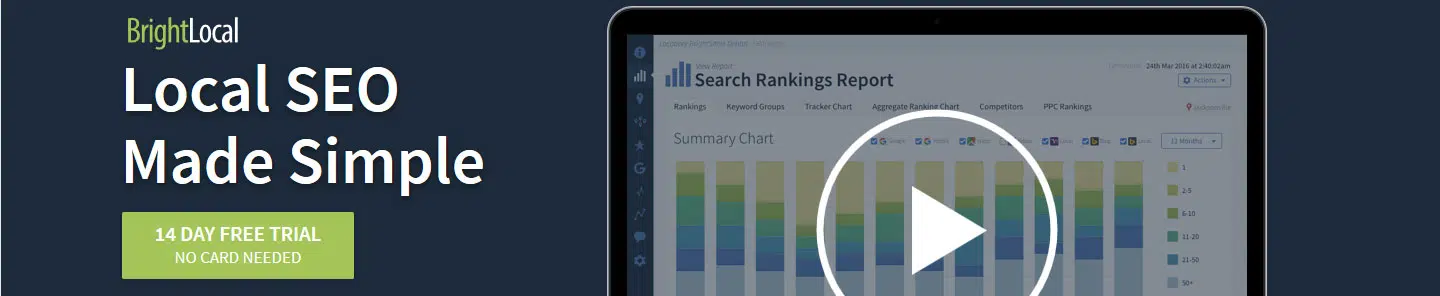 BrightLocal
Local SEO
Made Simple
14 DAY FREE TRIAL
NO CARD NEEDED
View Report
24th Mar 2016 at 2:40:02am
Search Rankings Report
Actions
Rankings Keyword Groups Tracker Chart Aggregate Ranking Chart Competitors PPC Rankings
Jacksonville
Summary Chart
12 Months
1
2-5
6-10
11-20
21-50
50+